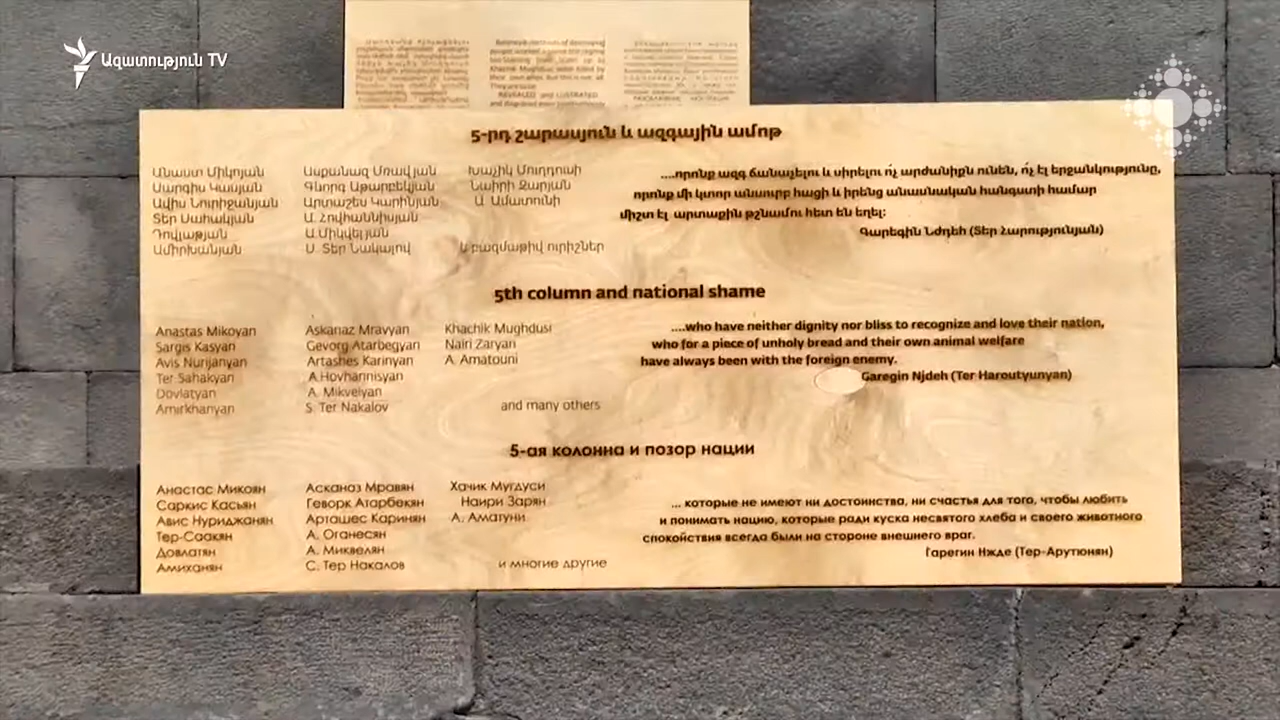 Ազատություն TV
REVEALED and LUSTRATED
5-րդ շարասյուն և ազգային ամոթ
Անաստ Միկոյան
Սարգիս Կասյան
Ավիս Նուրիջանյան
Տեր Սահակյան
Դովլաթյան
Ամիրխանյան
Ասքանազ Մռավյան
Գևորգ Աթարբեկյան
Արտաշես Կարինյան
Ա. Հովհաննիսյան
Ա.Միկվելյան
Ս. Տեր Նակալով
Խաչիկ Մուղդուսի
Նաիրի Զարյան
Ա. Ամատունի
և բազմաթիվ ուրիշներ
....որոնք ազգ ճանաչելու և սիրելու ո՛չ արժանիքն ունեն, ո՛չ էլ երջանկությունը,
որոնք մի կտոր անսուրբ հացի և իրենց անասնական հանգստի համար
միշտ էլ արտաքին թշնամու հետ են եղել:
Գարեգին Նժդեհ (Տեր Հարությունյան)
5th column and national shame
Anastas Mikoyan
Sargis Kasyan
Avis Nurijanyan
Ter Sahakyan
Dovlatyan
Amirkhanyan
Askanaz Mravyan
Gevorg Atarbegyan
Artashes Karinyan
A.Hovhannisyan
A. Mikvelyan
S. Ter Nakalov
Khachik Mughdusi
Nairi Zaryan
A. Amatouni
and many others
....who have neither dignity nor bliss to recognize and love their nation,
who for a piece of unholy bread and their own animal welfare
have always been with the foreign enemy.
Garegin Njdeh (Ter Haroutyunyan)
5-ая колонна и позор нации
Анастас Микоян
Саркис Касьян
Авис Нуриджанян
Тер-Саакян
Довлатян
Амиханян
Асканаз Мравян
Геворк Атарбекян
Арташес Каринян
А. Оганесян
А. Миквелян
С. Тер Накалов
Хачик Мугдуси
Наири Зарян
А. Аматуни
и многие другие
... которые не имеют ни достоинства, ни счастья для того, чтобы любить
и понимать нацию, которые ради куска несвятого хлеба и своего животного
спокойствия всегда были на стороне внешнего враг.
Гарегин Нжде (Тер-Арутюнян)